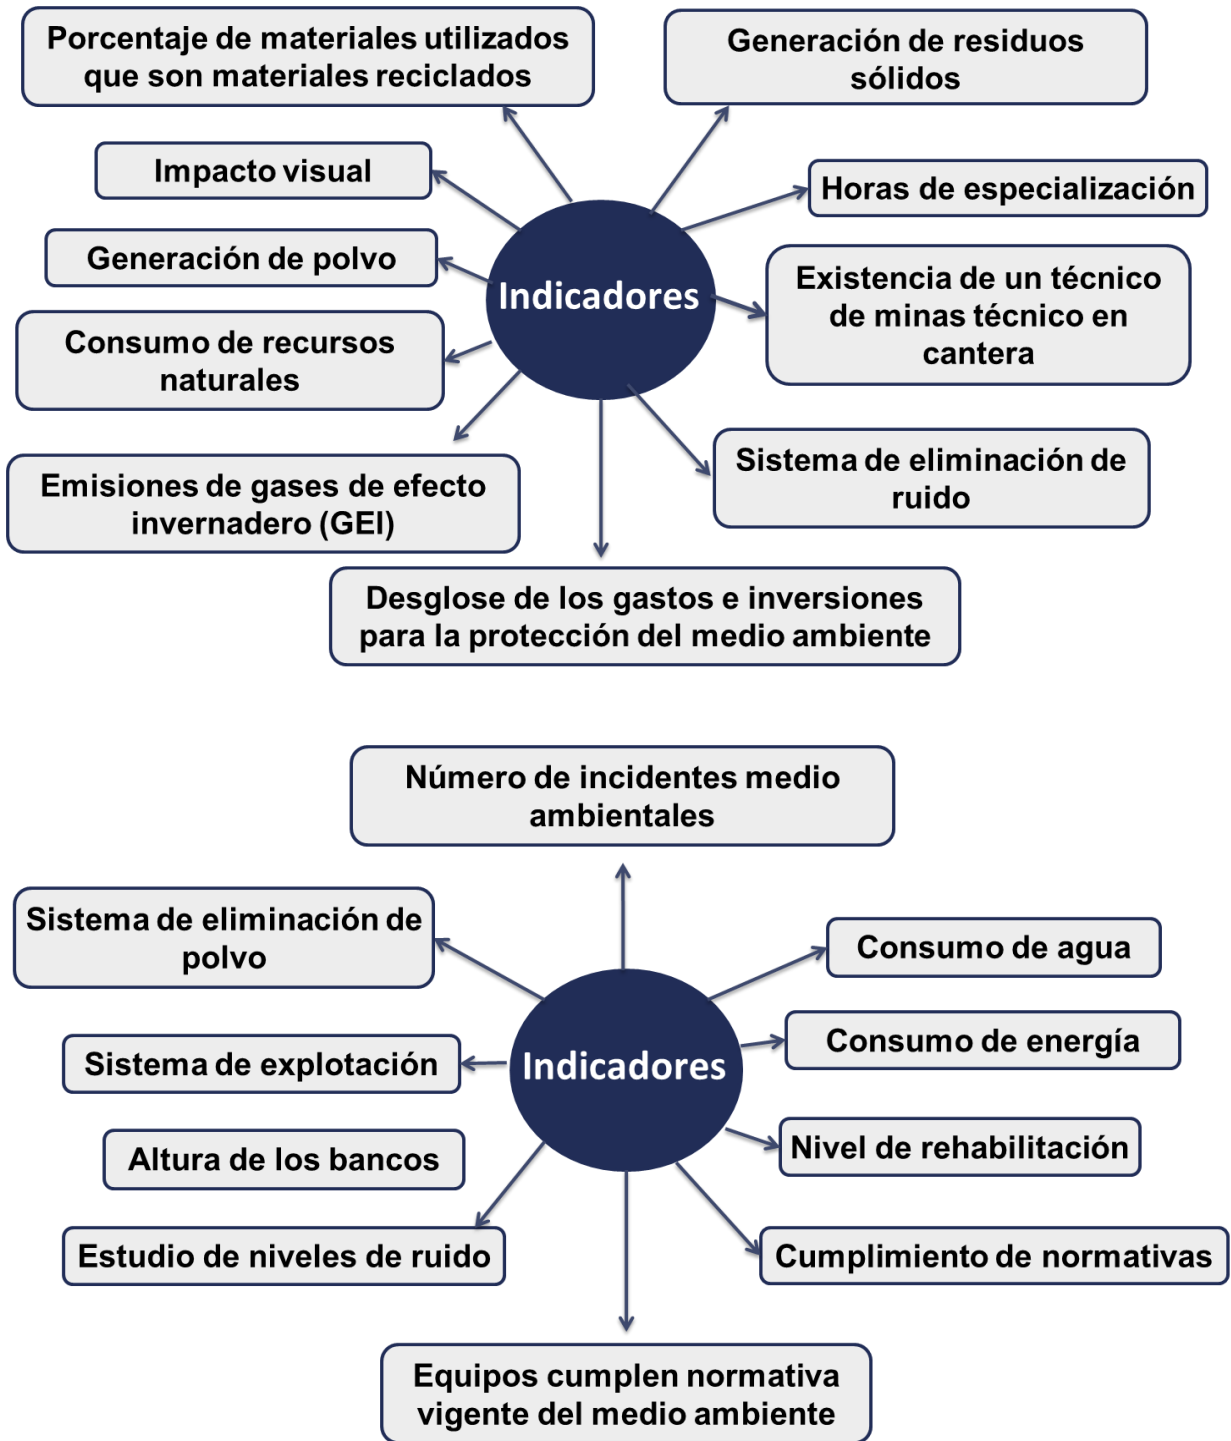 Porcentaje de materiales utilizados
que son materiales reciclados
Generación de residuos
sólidos
Impacto visual
Horas de especialización
Generación de polvo
Indicadores
Existencia de un técnico
de minas técnico en
cantera
Consumo de recursos
naturales
Sistema de eliminación de
ruido
Emisiones de gases de efecto
invernadero (GEI)
Desglose de los gastos e inversiones
para la protección del medio ambiente
Número de incidentes medio
ambientales
Sistema de eliminación de
polvo
Consumo de agua
Sistema de explotación
Indicadores
Consumo de energía
Altura de los bancos
Nivel de rehabilitación
Estudio de niveles de ruido
Cumplimiento de normativas
Equipos cumplen normativa
vigente del medio ambiente